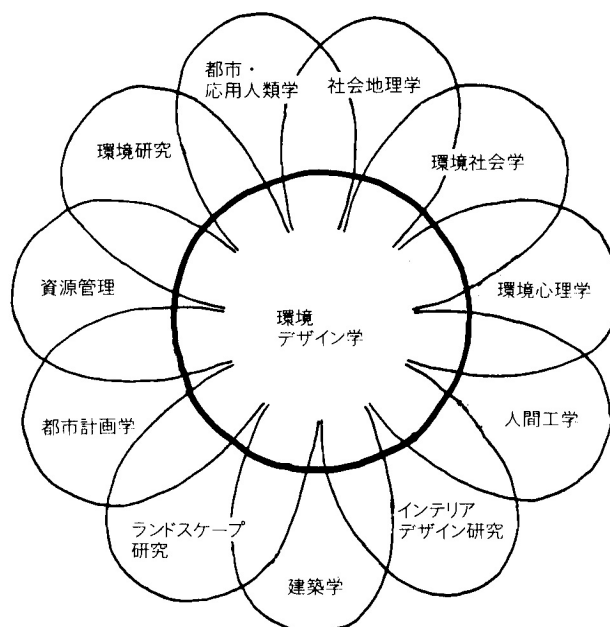 都市・
応用人類学
社会地理学
環境研究
環境社会学
資源管理
環境心理学
環境
デザイン学
都市計画学
人間工学
ランドスケープ
研究
インテリア
デザイン研究
建築学